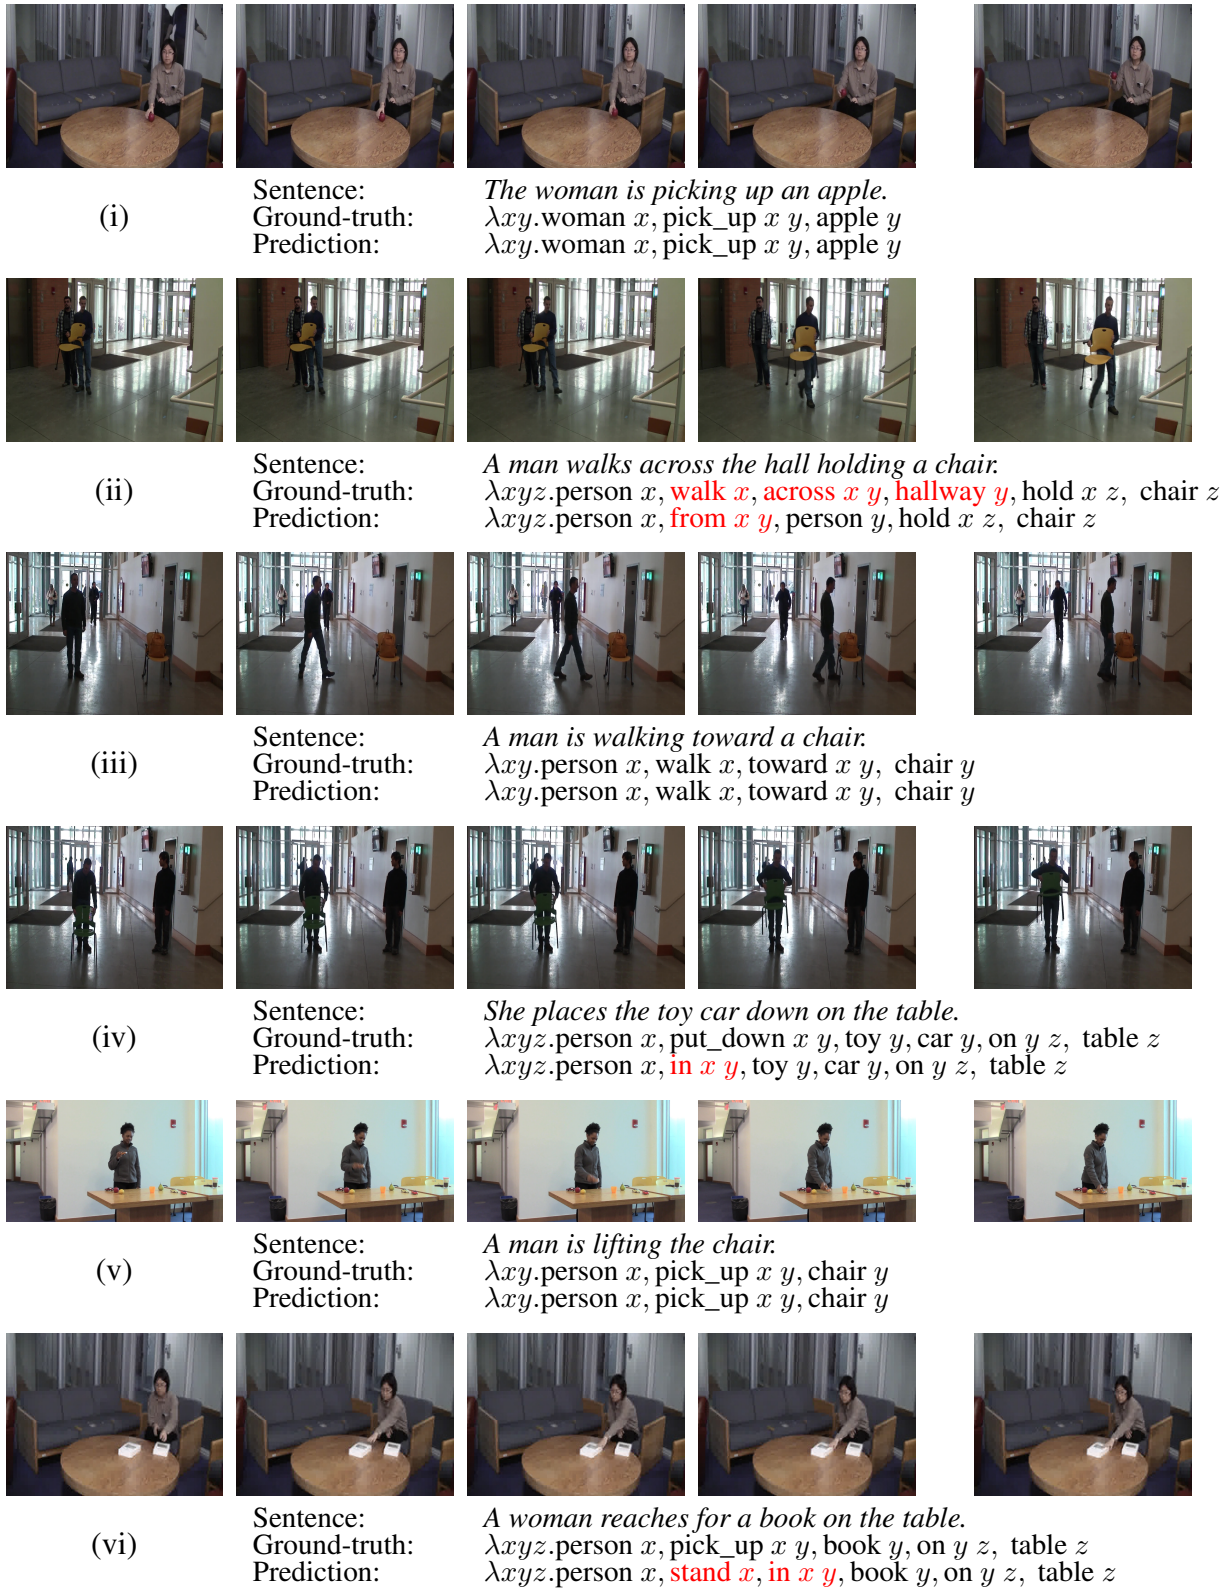 Sentence: The woman is picking up an apple.
(i) Ground-truth: λxy.woman x, pick_up x y, apple y
Prediction: λxy.woman x, pick_up x y, apple y
Sentence: A man walks across the hall holding a chair.
(ii) Ground-truth: λxyz.person x, walk x, across x y, hallway y, hold x z, chair z
Prediction: λxyz.person x, from x y, person y, hold x z, chair z
Sentence: A man is walking toward a chair.
(iii) Ground-truth: λxy.person x, walk x, toward x y, chair y
Prediction: λxy.person x, walk x, toward x y, chair y
Sentence: She places the toy car down on the table.
(iv) Ground-truth: λxyz.person x, put_down x y, toy y, car y, on y z, table z
Prediction: λxyz.person x, in x y, toy y, car y, on y z, table z
Sentence: A man is lifting the chair.
(v) Ground-truth: λxy.person x, pick_up x y, chair y
Prediction: λxy.person x, pick_up x y, chair y
Sentence: A woman reaches for a book on the table.
(vi) Ground-truth: λxyz.person x, pick_up x y, book y, on y z, table z
Prediction: λxyz.person x, stand x, in x y, book y, on y z, table z